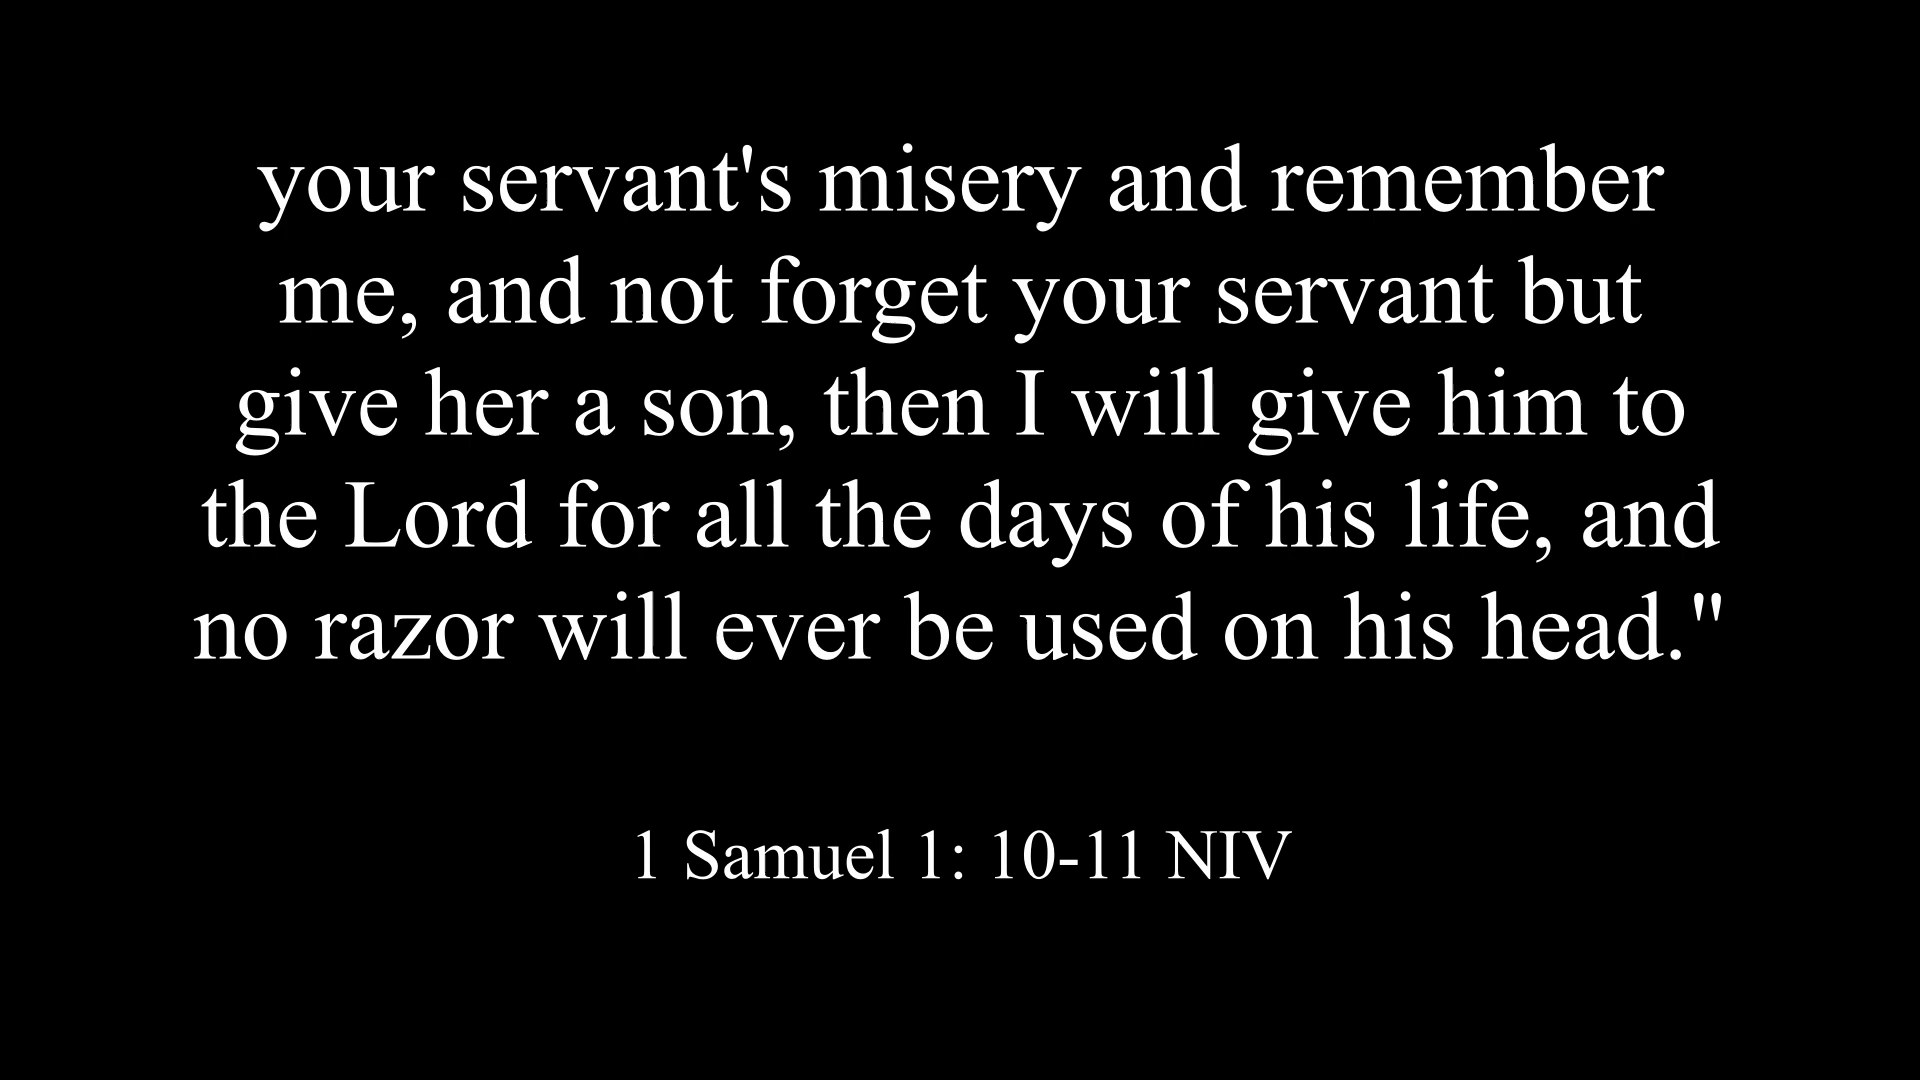 your servant's misery and remember
me, and not forget your servant but
give her a son, then I will give him to
the Lord for all the days of his life, and
no razor will ever be used on his head."
1 Samuel 1: 10-11 NIV